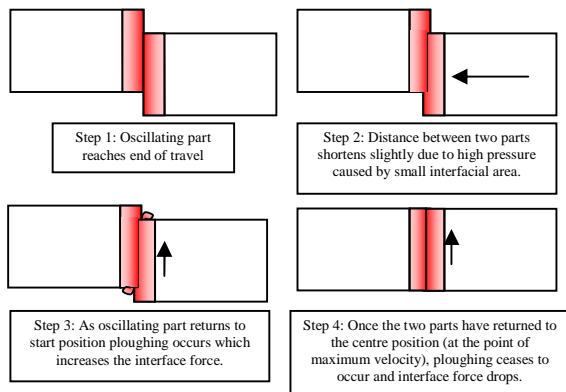 Step 1: Oscillating part
reaches end of travel
Step 2: Distance between two parts
shortens slightly due to high pressure
caused by small interfacial area.
Step 3: As oscillating part returns to
start position ploughing occurs which
increases the interface force.
Step 4: Once the two parts have returned to
the centre position (at the point of
maximum velocity), ploughing ceases to
occur and interface force drops.